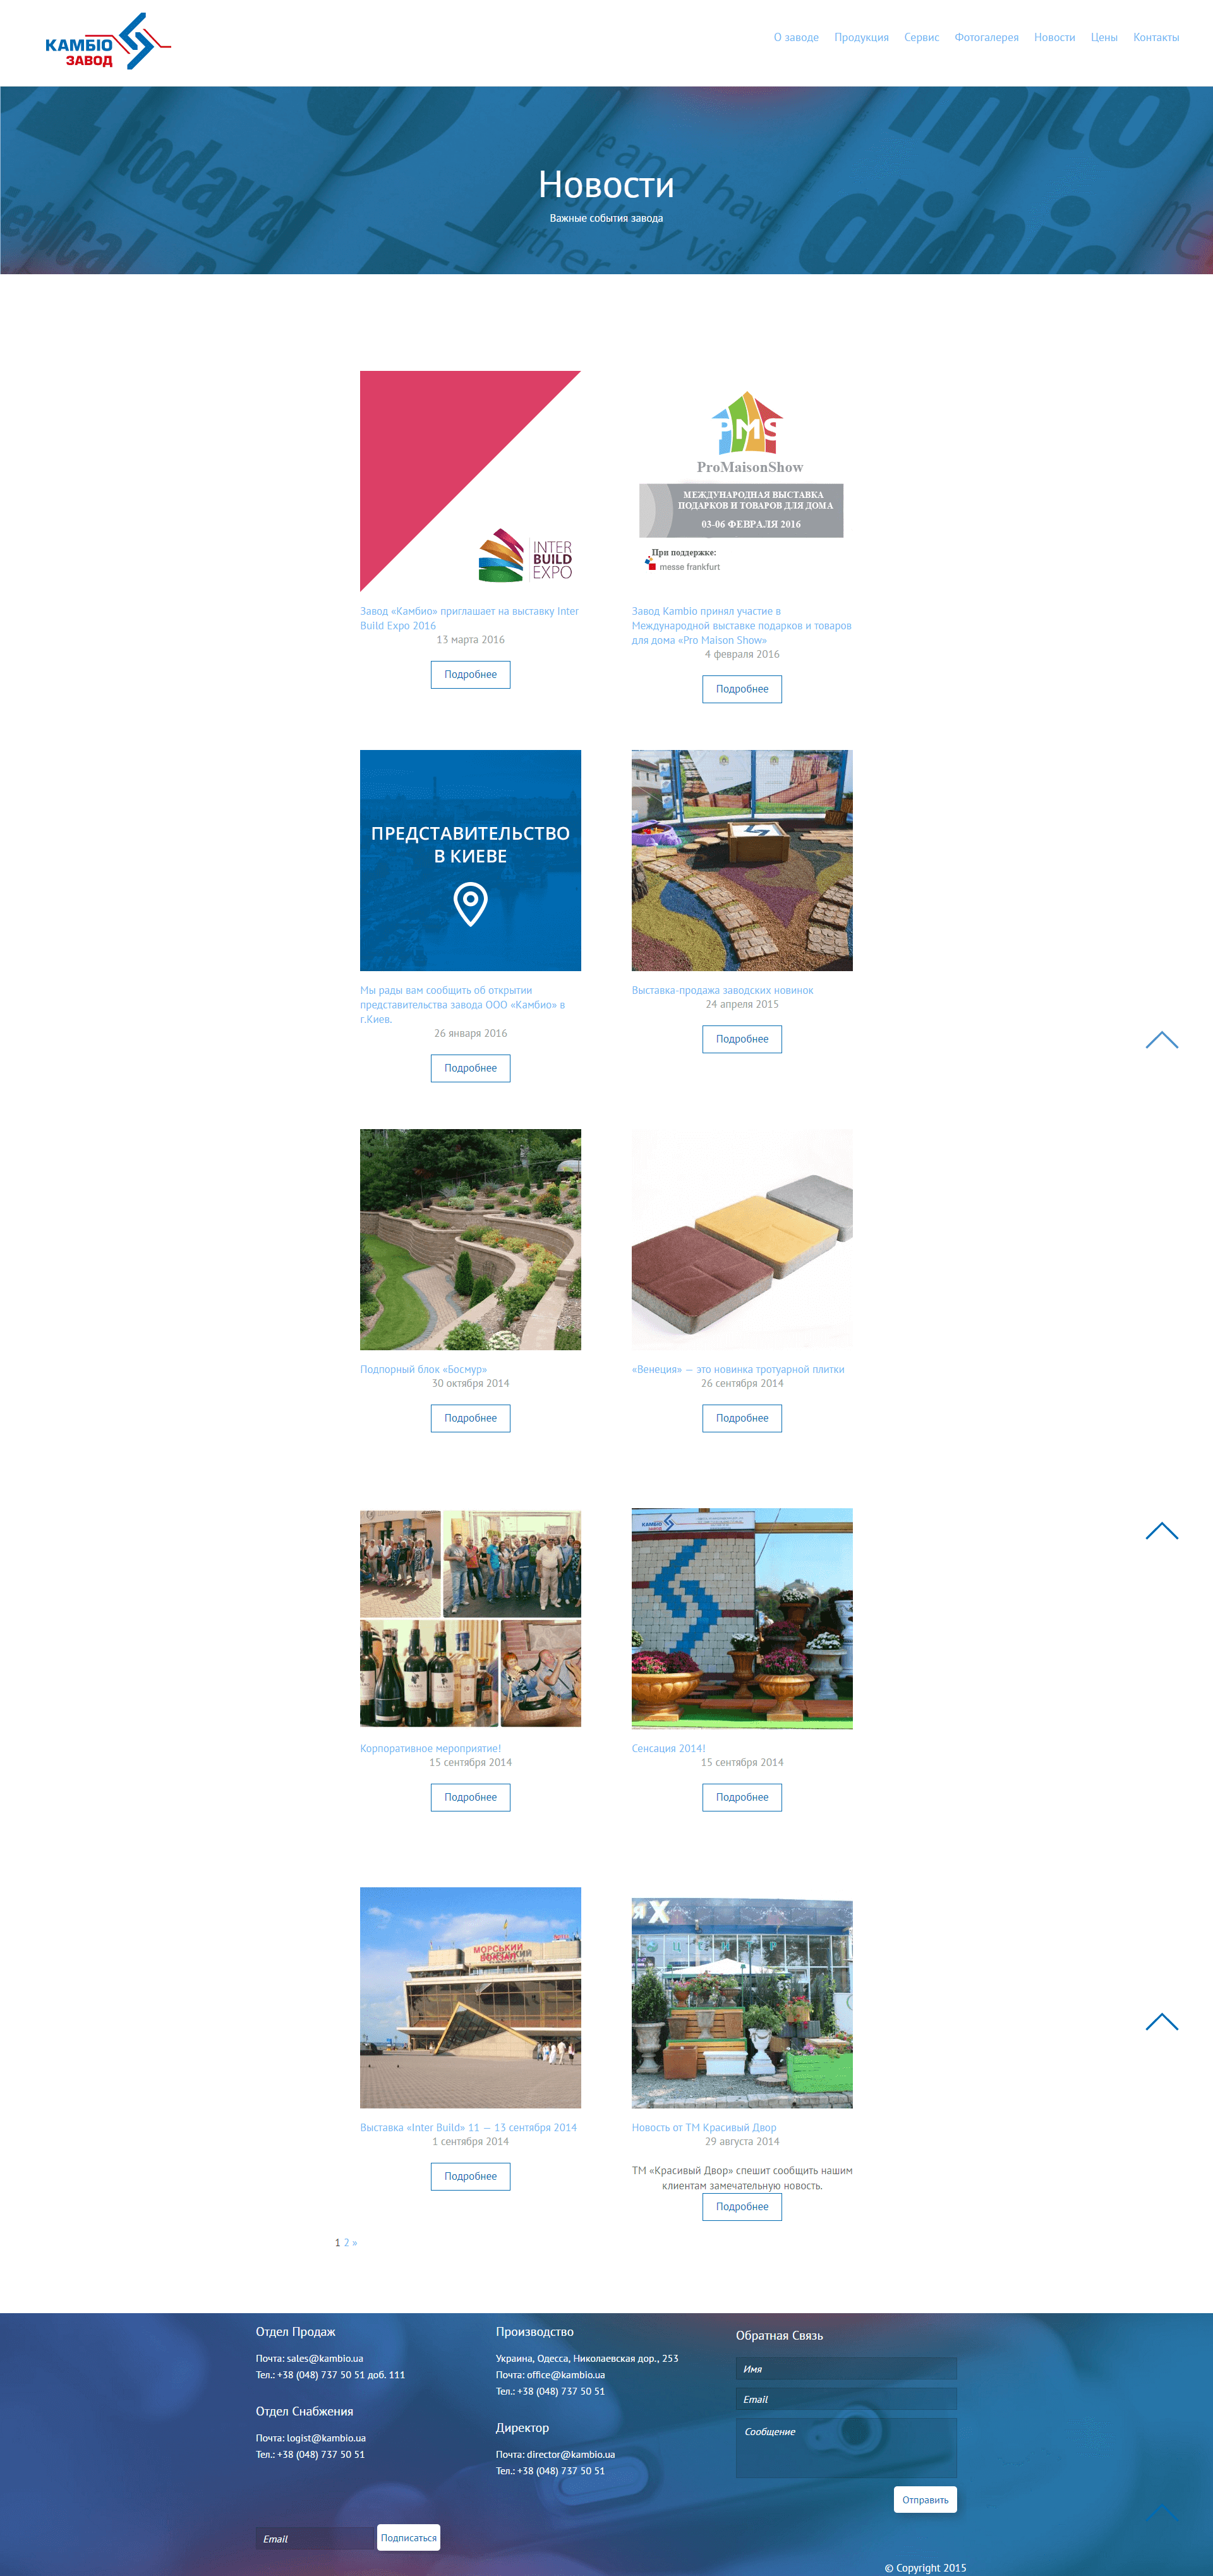 КАМБІО
ЗАВОД
О заводе Продукция Сервис Фотогалерея Новости Цены Контакты
Новости
Важные события завода
INTER
BUILD
EXPO
Завод «Камбио» приглашает на выставку Inter
Build Expo 2016
13 марта 2016
Подробнее
PMS
ProMaisonShow
МЕЖДУНАРОДНАЯ ВЫСТАВКА
ПОДАРКОВ И ТОВАРОВ ДЛЯ ДОМА
03-06 ФЕВРАЛЯ 2016
При поддержке:
messe frankfurt
Завод Kambio принял участие в
Международной выставке подарков и товаров
для дома «Pro Maison Show»
4 февраля 2016
Подробнее
ПРЕДСТАВИТЕЛЬСТВО
В КИЕВЕ
Мы рады вам сообщить об открытии
представительства завода ООО «Камбио» в
г.Киев.
26 января 2016
Подробнее
Выставка-продажа заводских новинок
24 апреля 2015
Подробнее
Подпорный блок «Босмур»
30 октября 2014
Подробнее
«Венеция» — это новинка тротуарной плитки
26 сентября 2014
Подробнее
Корпоративное мероприятие!
15 сентября 2014
Подробнее
КАМБІО
ЗАВОД
Сенсация 2014!
15 сентября 2014
Подробнее
МОРСЬКИЙ
ВОКЗАЛ
Выставка «Inter Build» 11 — 13 сентября 2014
1 сентября 2014
Подробнее
ЦЕНТР
Новость от ТМ Красивый Двор
29 августа 2014
ТМ «Красивый Двор» спешит сообщить нашим
клиентам замечательную новость.
Подробнее
1 2 »
Отдел Продаж
Почта: sales@kambio.ua
Тел.: +38 (048) 737 50 51 доб. 111
Отдел Снабжения
Почта: logist@kambio.ua
Тел.: +38 (048) 737 50 51
Email
Подписаться
Производство
Украина, Одесса, Николаевская дор., 253
Почта: office@kambio.ua
Тел.: +38 (048) 737 50 51
Директор
Почта: director@kambio.ua
Тел.: +38 (048) 737 50 51
Обратная Связь
Имя
Email
Сообщение
Отправить
© Copyright 2015